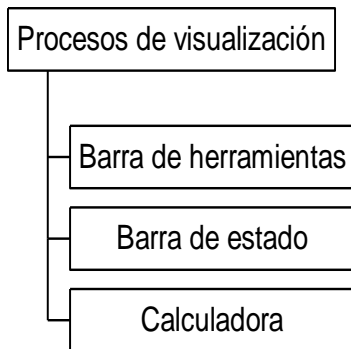 Procesos de visualización
Barra de herramientas
Barra de estado
Calculadora